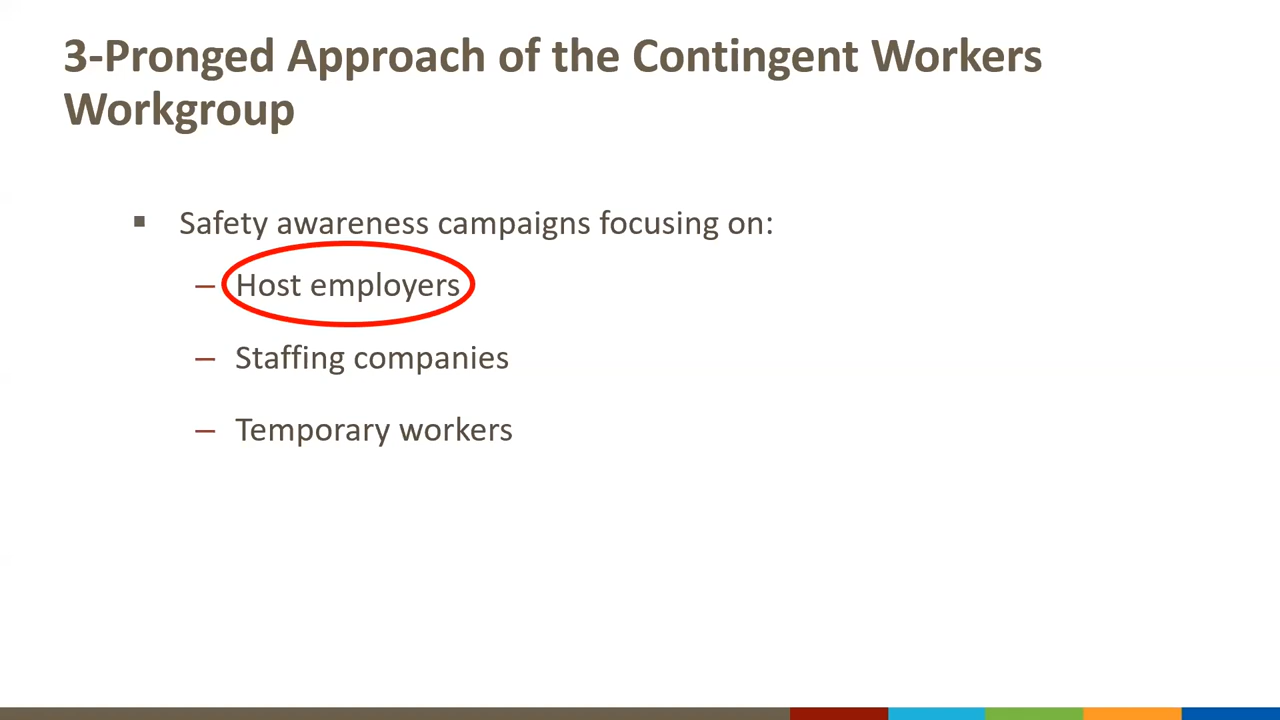 3-Pronged Approach of the Contingent Workers
Workgroup
▪ Safety awareness campaigns focusing on:
– Host employers
– Staffing companies
– Temporary workers